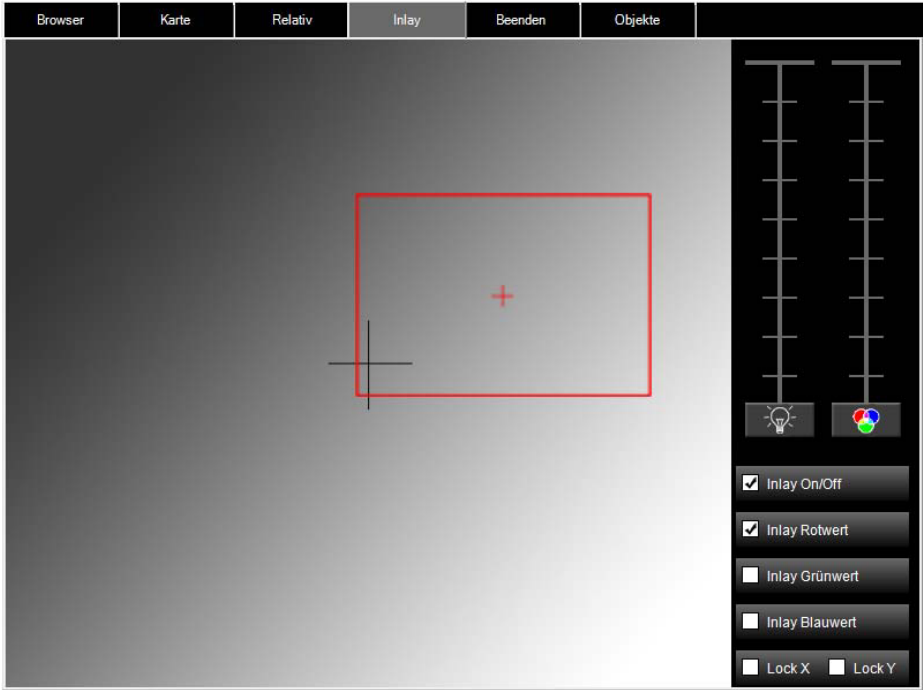 Browser Karte Relativ Inlay Beenden Objekte
Inlay On/Off
Inlay Rotwert
Inlay Grünwert
Inlay Blauwert
Lock X Lock Y